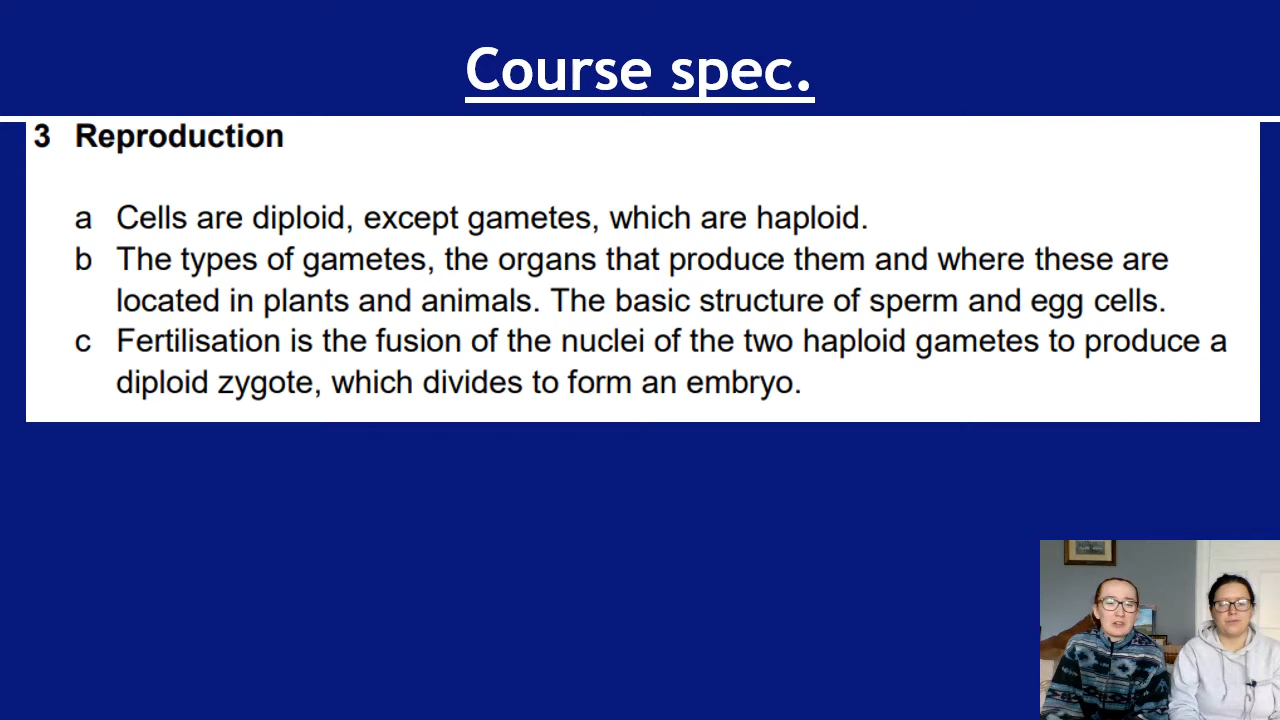 Course spec.
3 Reproduction
a Cells are diploid, except gametes, which are haploid.
b The types of gametes, the organs that produce them and where these are
located in plants and animals. The basic structure of sperm and egg cells.
c Fertilisation is the fusion of the nuclei of the two haploid gametes to produce a
diploid zygote, which divides to form an embryo.